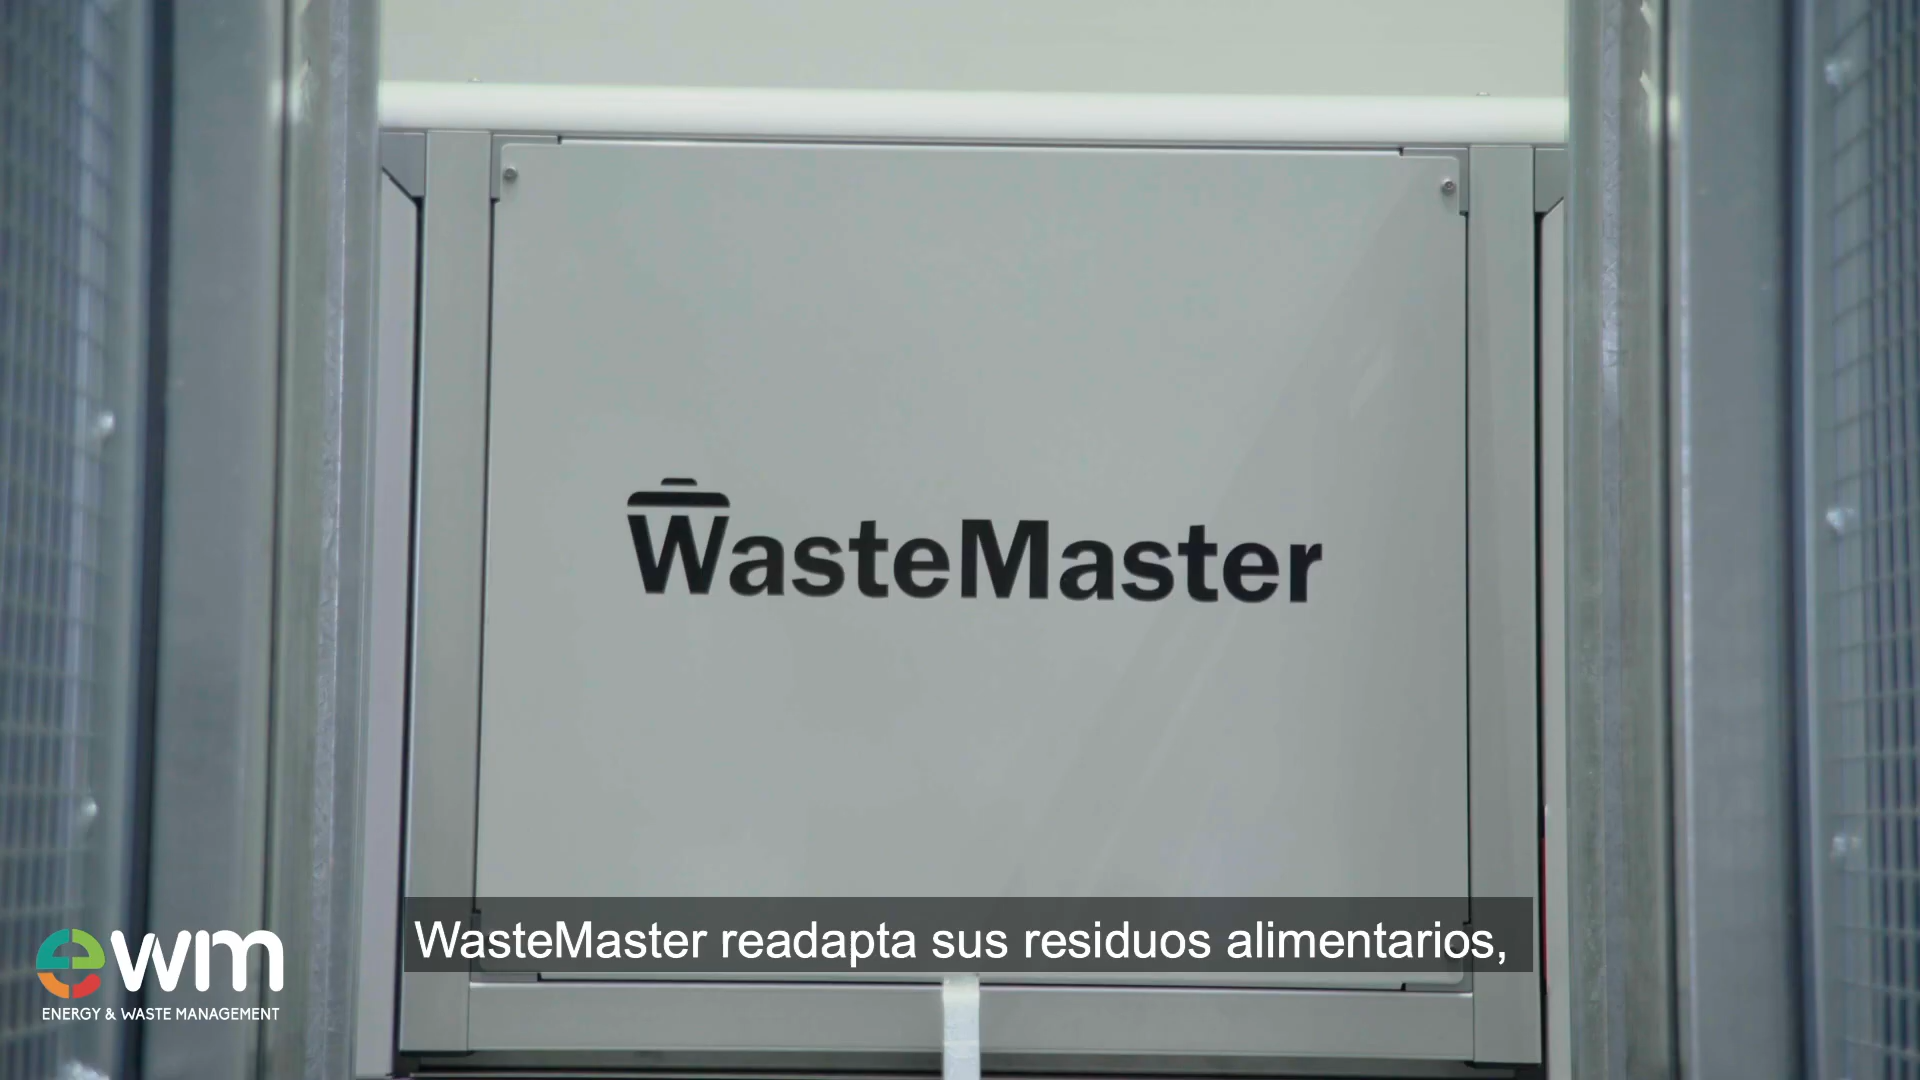 WasteMaster
WasteMaster readapta sus residuos alimentarios,
ewm
ENERGY & WASTE MANAGEMENT